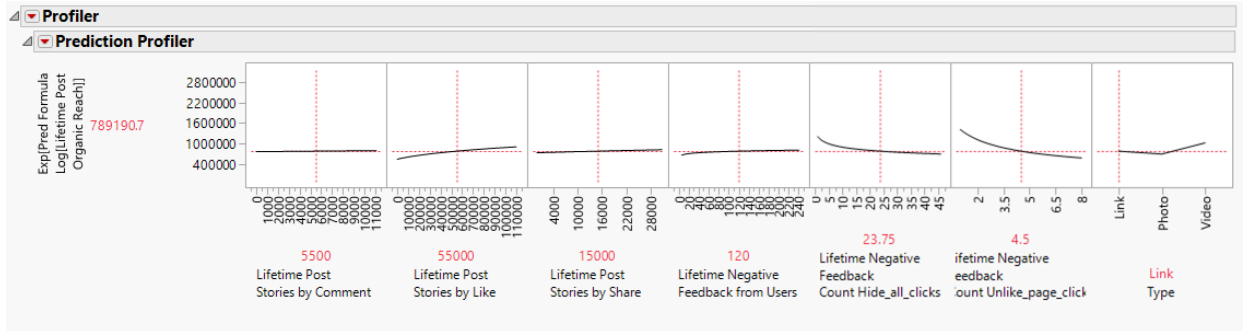 Profiler
Prediction Profiler
Exp[Pred Formula
Log[Lifetime Post
Organic Reach]]
789190.7
2800000
2200000
1600000
1000000
400000
0
1000
2000
3000
4000
5000
6000
7000
8000
9000
10000
11000
5500
Lifetime Post
Stories by Comment
0
10000
20000
30000
40000
50000
60000
70000
80000
90000
100000
110000
55000
Lifetime Post
Stories by Like
4000
10000
16000
22000
28000
15000
Lifetime Post
Stories by Share
0
20
40
60
80
100
120
140
160
180
200
220
240
120
Lifetime Negative
Feedback from Users
0
5
10
15
20
25
30
35
40
45
23.75
Lifetime Negative
Feedback
Count Hide_all_clicks
2
3.5
5
6.5
8
4.5
ifetime Negative
eedback
ount Unlike_page_click
Link
Photo
Video
Link
Type